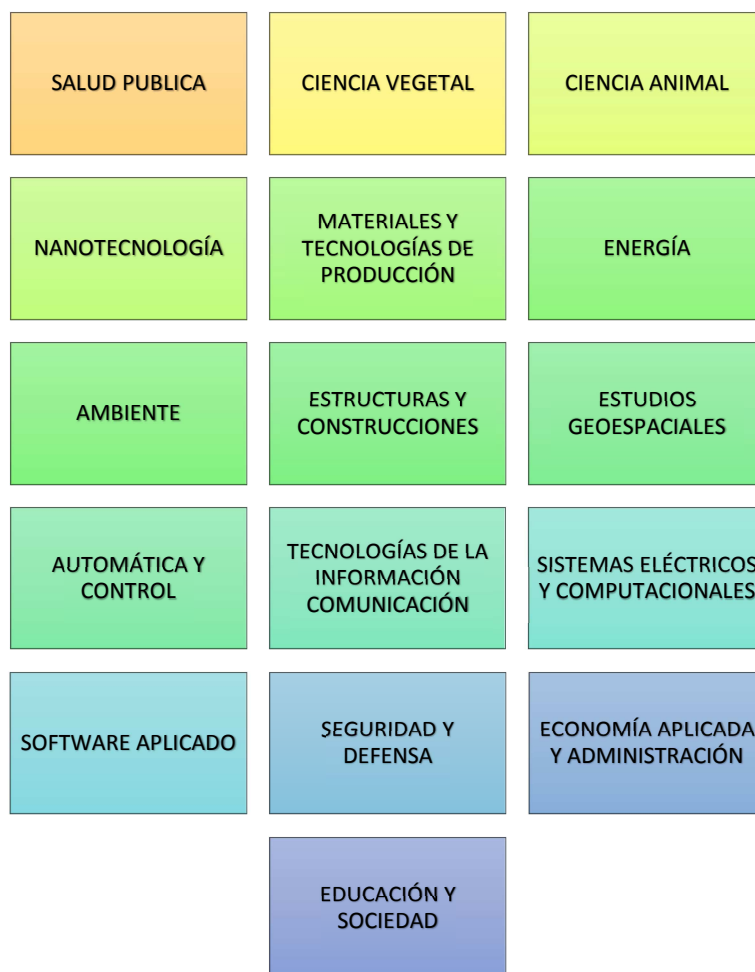 SALUD PUBLICA
CIENCIA VEGETAL
CIENCIA ANIMAL
NANOTECNOLOGÍA
MATERIALES Y
TECNOLOGÍAS DE
PRODUCCIÓN
ENERGÍA
AMBIENTE
ESTRUCTURAS Y
CONSTRUCCIONES
ESTUDIOS
GEOESPACIALES
AUTOMÁTICA Y
CONTROL
TECNOLOGÍAS DE LA
INFORMACIÓN
COMUNICACIÓN
SISTEMAS ELÉCTRICOS
Y COMPUTACIONALES
SOFTWARE APLICADO
SEGURIDAD Y
DEFENSA
ECONOMÍA APLICADA
Y ADMINISTRACIÓN
EDUCACIÓN Y
SOCIEDAD